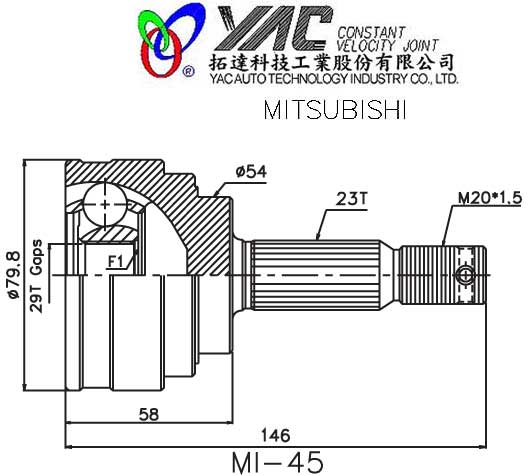 YAC CONSTANT
VELOCITY JOINT
拓達科技工業股份有限公司
® YAC AUTO TECHNOLOGY INDUSTRY CO., LTD.
MITSUBISHI
ø54
23T
M20*1.5
ø79.8
29T Gaps
F1
58
146
MI-45